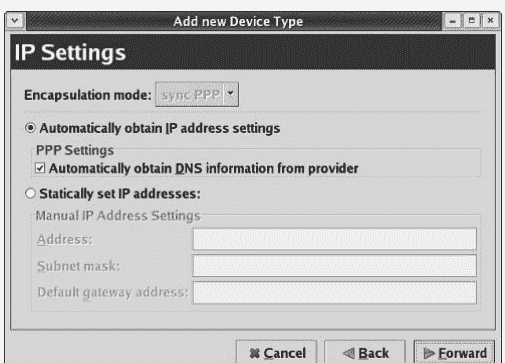 Add new Device Type
IP Settings
Encapsulation mode: sync PPP
Automatically obtain IP address settings
PPP Settings
Automatically obtain DNS information from provider
Statically set IP addresses:
Manual IP Address Settings
Address:
Subnet mask:
Default gateway address:
Cancel Back Forward